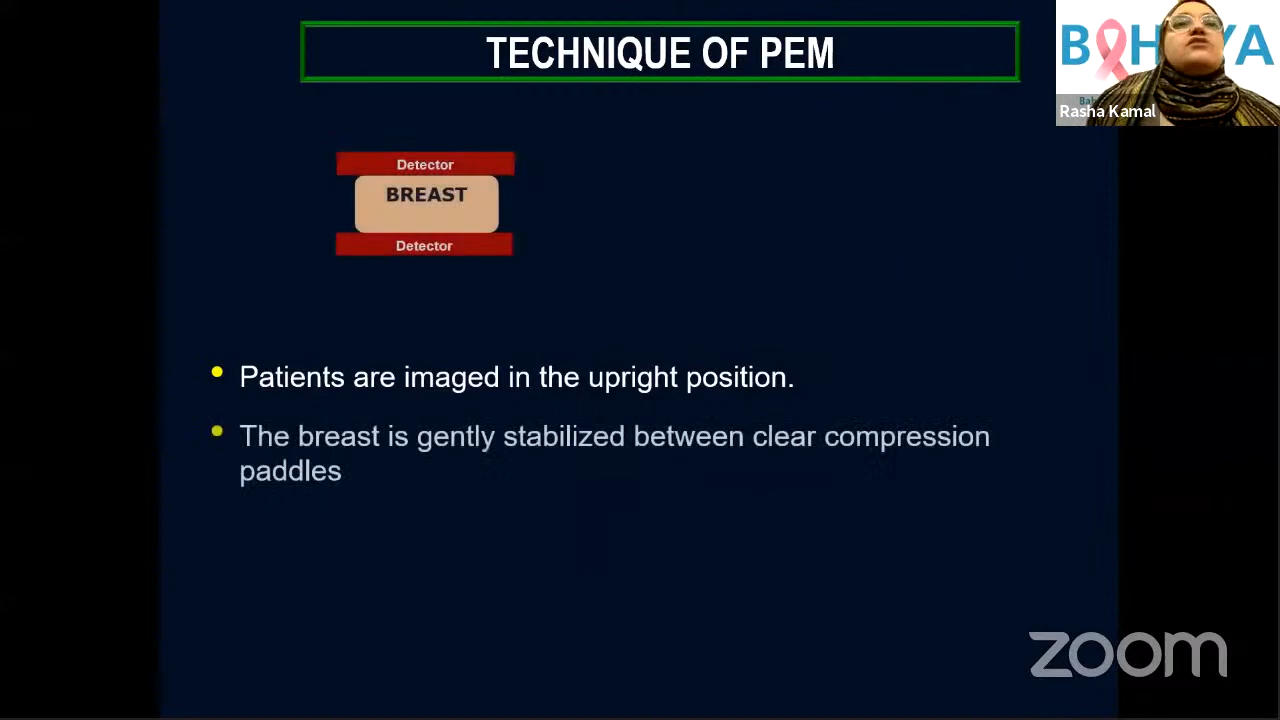 TECHNIQUE OF PEM
Rasha Kamal
Detector
BREAST
Detector
Patients are imaged in the upright position.
The breast is gently stabilized between clear compression
paddles
zoom